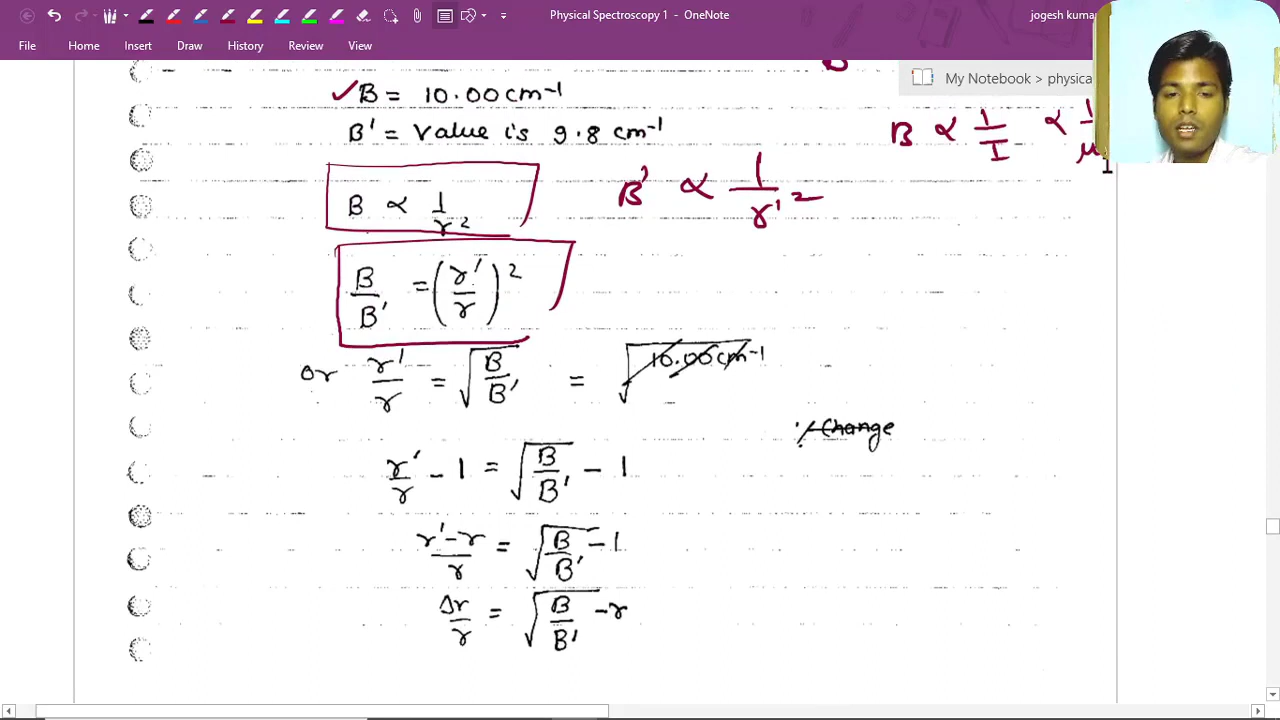 Physical Spectroscopy 1 - OneNote
jogesh kumar
File Home Insert Draw History Review View
My Notebook > physica
B = 10.00 cm-1
B' = Value is 9.8 cm-1
B ∝ 1/I ∝ 1/μ
B ∝ 1/r²
B' ∝ 1/r'²
B/B' = (r'/r)²
Or r'/r = √(B/B') = √10.00cm-1
% Change
r'/r - 1 = √(B/B') - 1
r'-r/r = √(B/B') - 1
Δr/r = √(B/B') - r